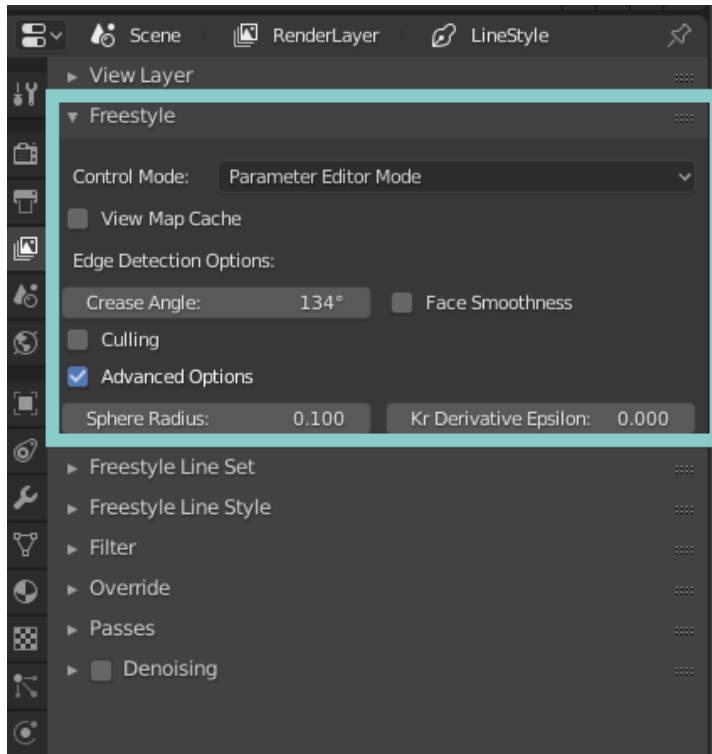 Scene RenderLayer LineStyle
View Layer
Freestyle
Control Mode: Parameter Editor Mode
View Map Cache
Edge Detection Options:
Crease Angle: 134° Face Smoothness
Culling
Advanced Options
Sphere Radius: 0.100 Kr Derivative Epsilon: 0.000
Freestyle Line Set
Freestyle Line Style
Filter
Override
Passes
Denoising